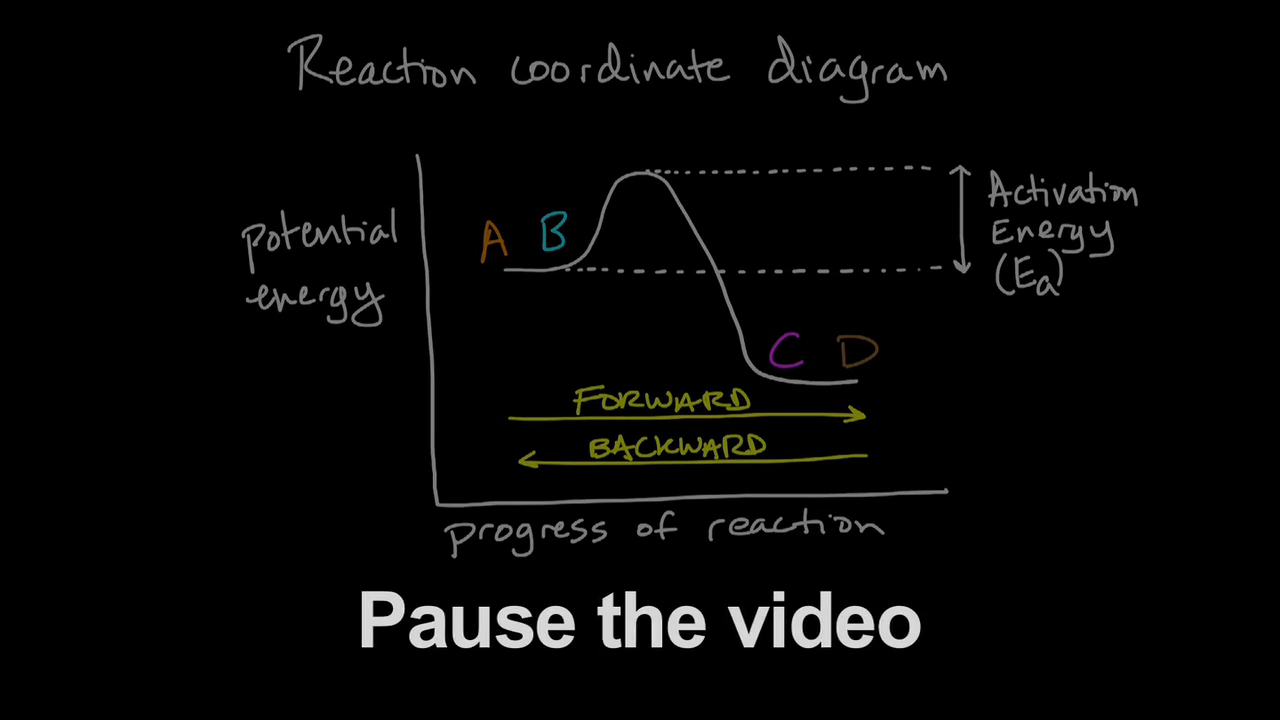 Reaction coordinate diagram
potential
energy
A B
Activation
Energy
(Ea)
C D
FORWARD
BACKWARD
progress of reaction
Pause the video